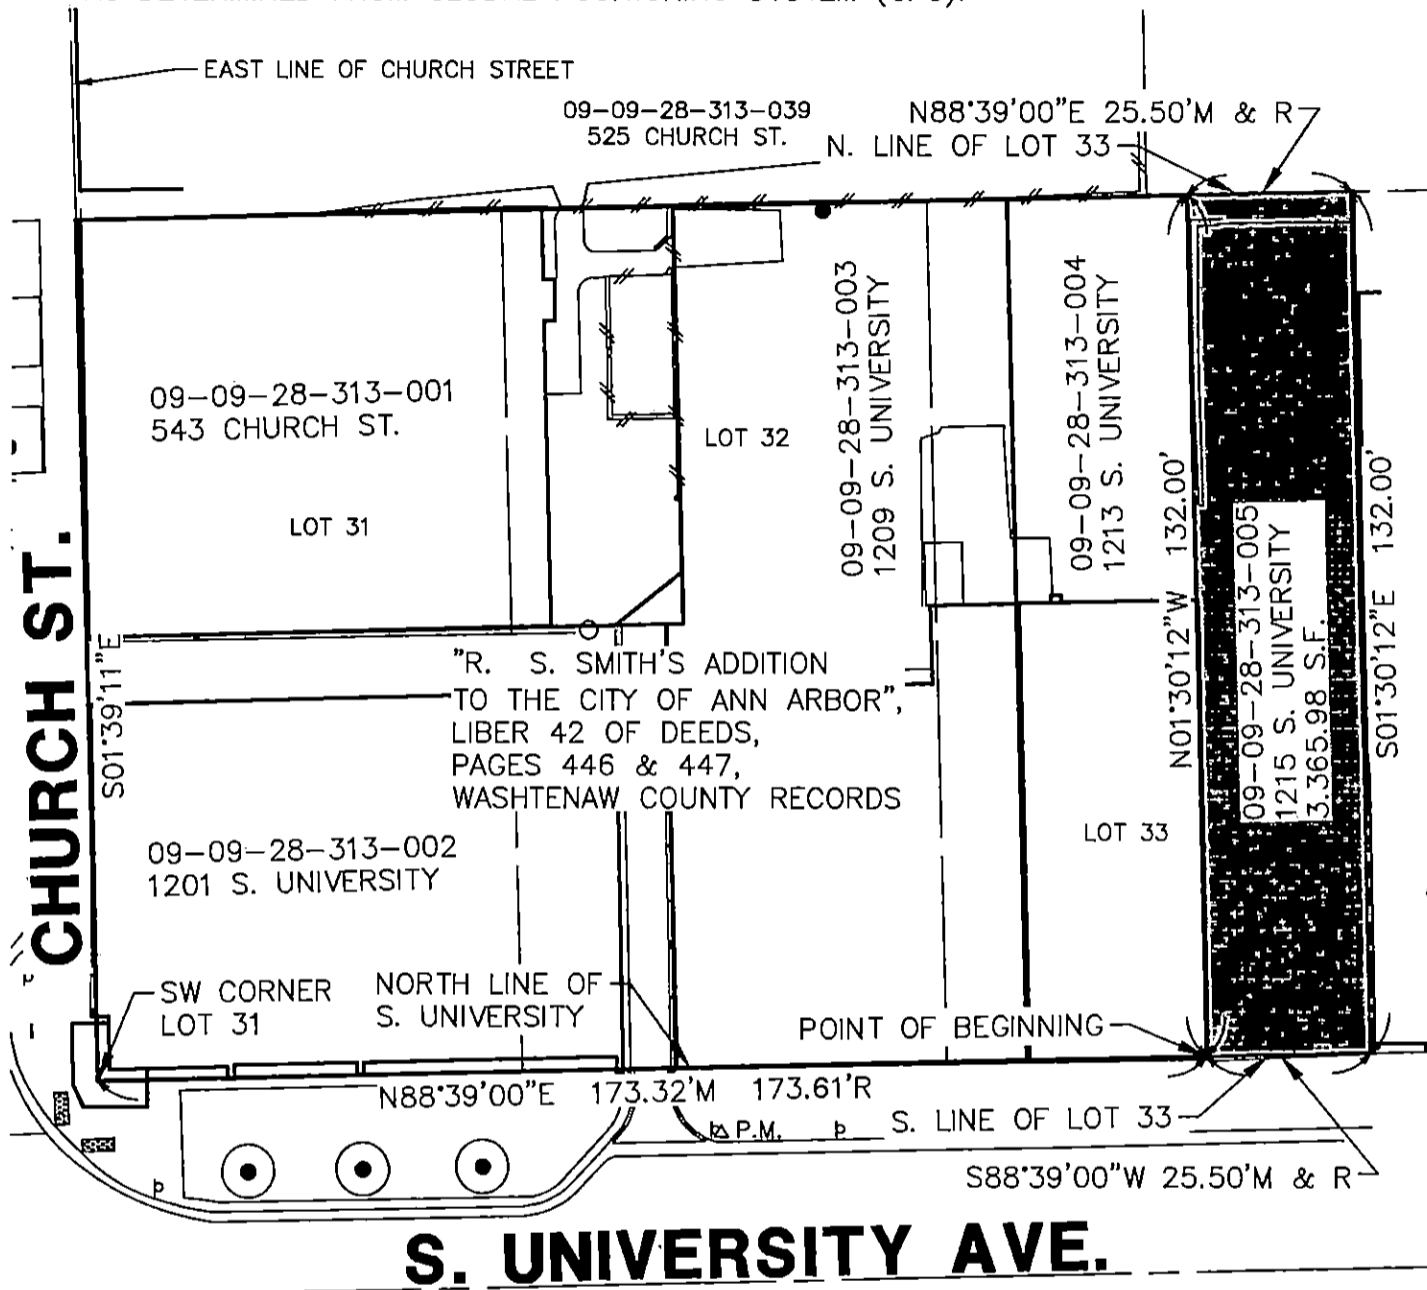 EAST LINE OF CHURCH STREET
09-09-28-313-039
525 CHURCH ST.
N88°39'00"E 25.50'M & R
N. LINE OF LOT 33
09-09-28-313-001
543 CHURCH ST.
LOT 31
LOT 32
09-09-28-313-003
1209 S. UNIVERSITY
09-09-28-313-004
1213 S. UNIVERSITY
N01°30'12"W 132.00'
09-09-28-313-005
1215 S. UNIVERSITY
3,365.98 S.F.
S01°30'12"E 132.00'
CHURCH ST.
S01°39'11"E
"R. S. SMITH'S ADDITION
TO THE CITY OF ANN ARBOR",
LIBER 42 OF DEEDS,
PAGES 446 & 447,
WASHTENAW COUNTY RECORDS
LOT 33
09-09-28-313-002
1201 S. UNIVERSITY
SW CORNER
LOT 31
NORTH LINE OF
S. UNIVERSITY
POINT OF BEGINNING
N88°39'00"E 173.32'M 173.61'R
P.M.
S. LINE OF LOT 33
S88°39'00"W 25.50'M & R
S. UNIVERSITY AVE.